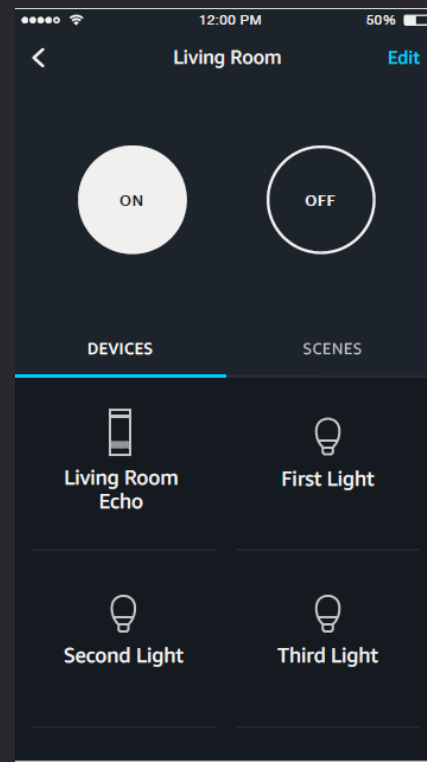 12:00 PM 50%
Living Room Edit
ON OFF
DEVICES SCENES
Living Room
Echo
First Light
Second Light Third Light